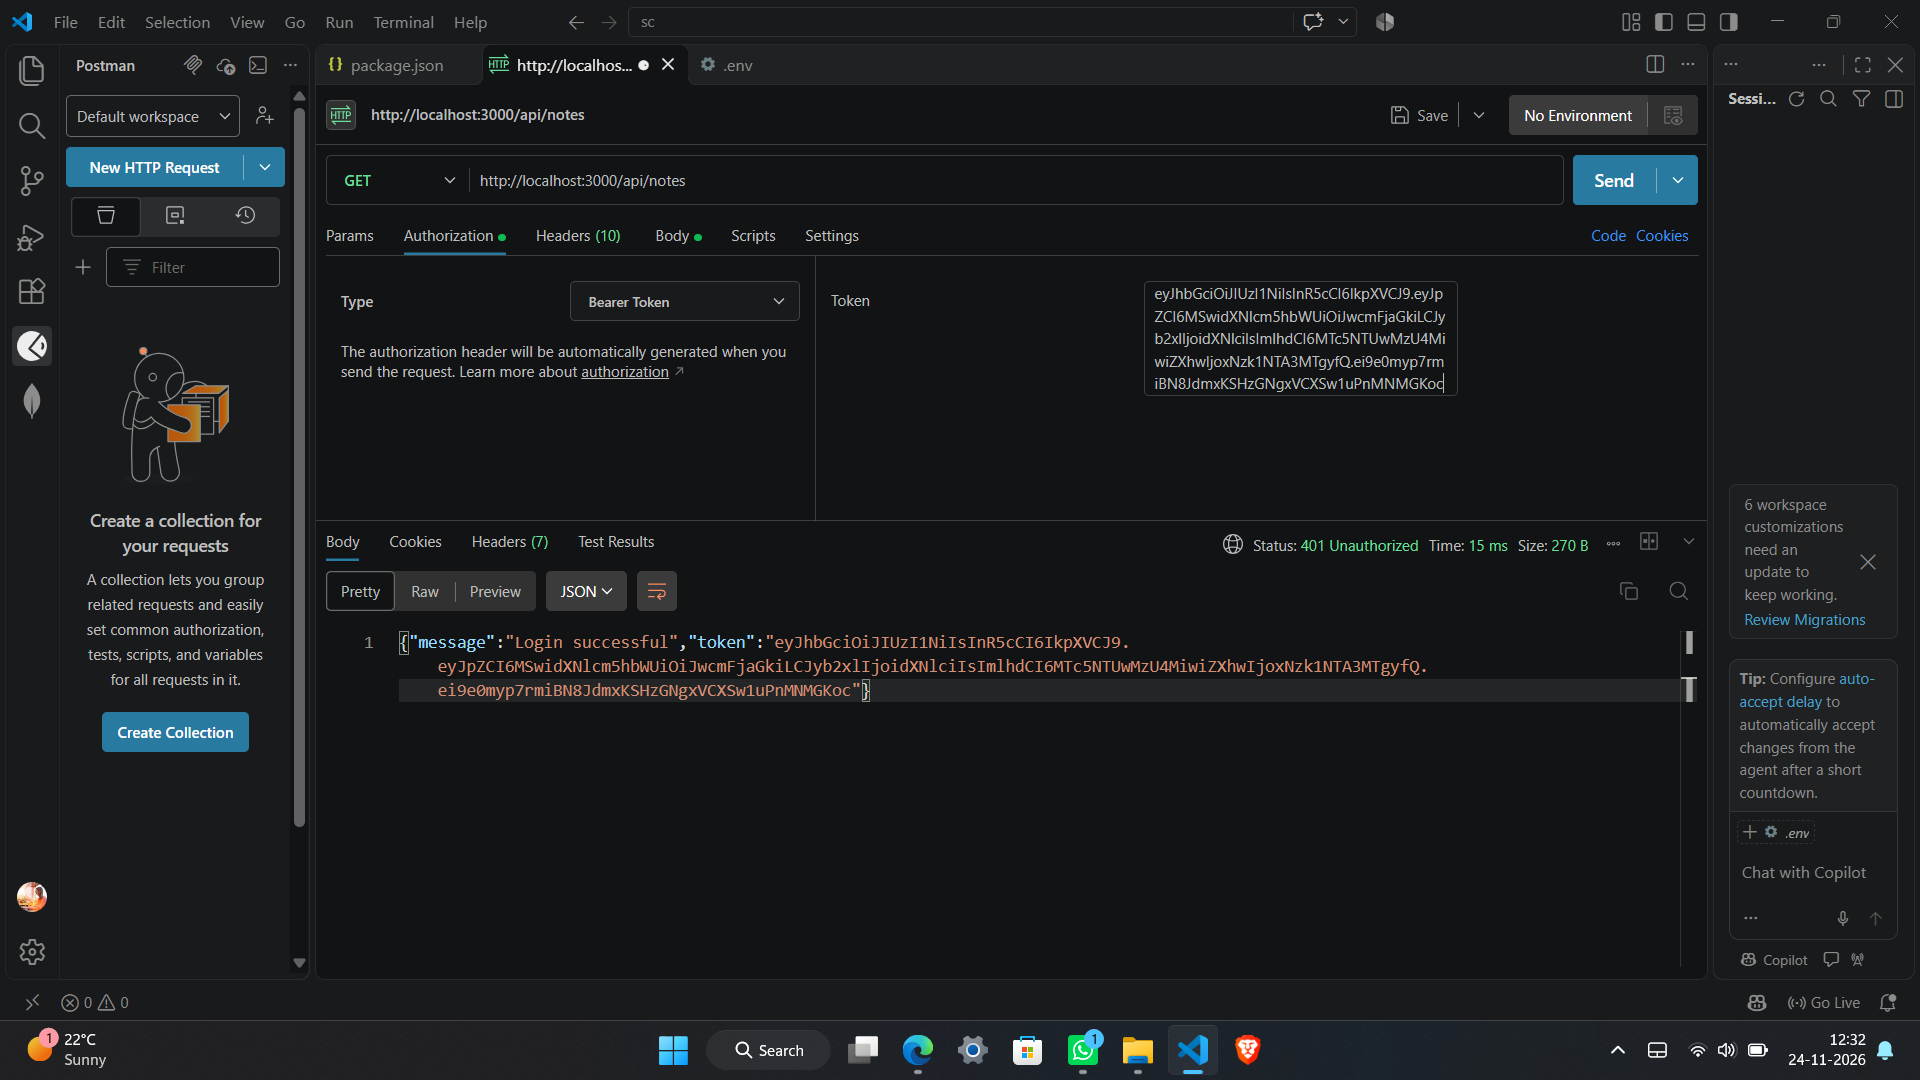 File Edit Selection View Go Run Terminal Help
sc
Postman
package.json
http://localhos...
.env
Default workspace
New HTTP Request
Filter
Create a collection for
your requests
A collection lets you group
related requests and easily
set common authorization,
tests, scripts, and variables
for all requests in it.
Create Collection
HTTP
http://localhost:3000/api/notes
Save
No Environment
GET
http://localhost:3000/api/notes
Send
Params Authorization Headers (10) Body Scripts Settings
Code Cookies
Type
Bearer Token
The authorization header will be automatically generated when you
send the request. Learn more about authorization
Token
eyJhbGciOiJIUzI1NiIsInR5cCI6IkpXVCJ9.eyJp
ZCI6MSwidXNlcm5hbWUiOiJwcmFjaGkiLCJy
b2xlIjoidXNlciIsImlhdCI6MTc5NTUwMzU4Mi
wiZXhwIjoxNzk1NTA3MTgyfQ.ei9e0myp7rm
iBN8JdmxKSHzGNgxVCXSw1uPnMNMGKoc
Body Cookies Headers (7) Test Results
Status: 401 Unauthorized Time: 15 ms Size: 270 B
Pretty Raw Preview JSON
1
{"message":"Login successful","token":"eyJhbGciOiJIUzI1NiIsInR5cCI6IkpXVCJ9.
eyJpZCI6MSwidXNlcm5hbWUiOiJwcmFjaGkiLCJyb2xlIjoidXNlciIsImlhdCI6MTc5NTUwMzU4MiwiZXhwIjoxNzk1NTA3MTgyfQ.
ei9e0myp7rmiBN8JdmxKSHzGNgxVCXSw1uPnMNMGKoc"}
Sessi...
6 workspace
customizations
need an
update to
keep working.
Review Migrations
Tip: Configure auto-
accept delay to
automatically accept
changes from the
agent after a short
countdown.
.env
Chat with Copilot
Copilot
0 0
Go Live
1
22°C
Sunny
Search
1
12:32
24-11-2026